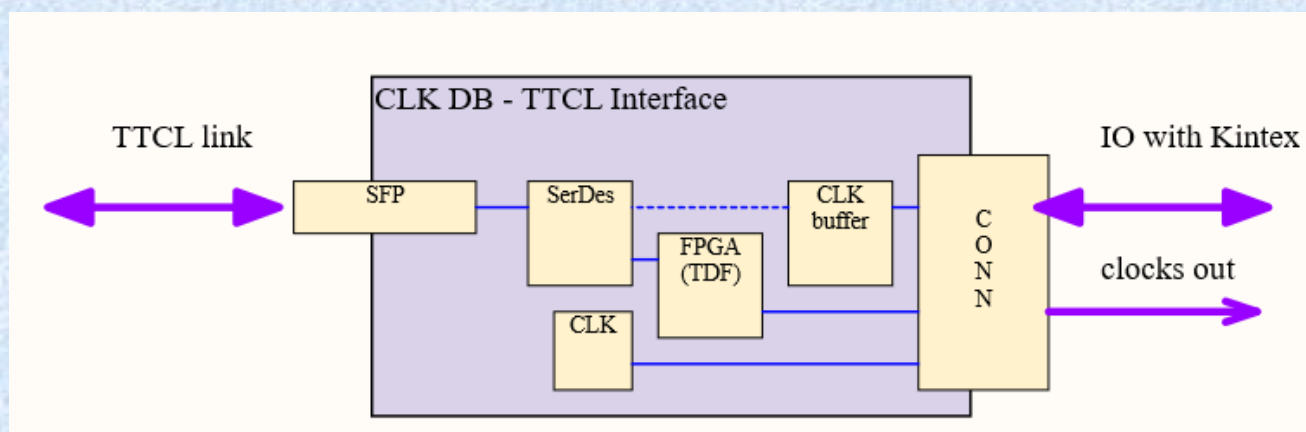 CLK DB - TTCL Interface
TTCL link
IO with Kintex
SFP
SerDes
CLK
buffer
FPGA
(TDF)
C
O
N
N
clocks out
CLK